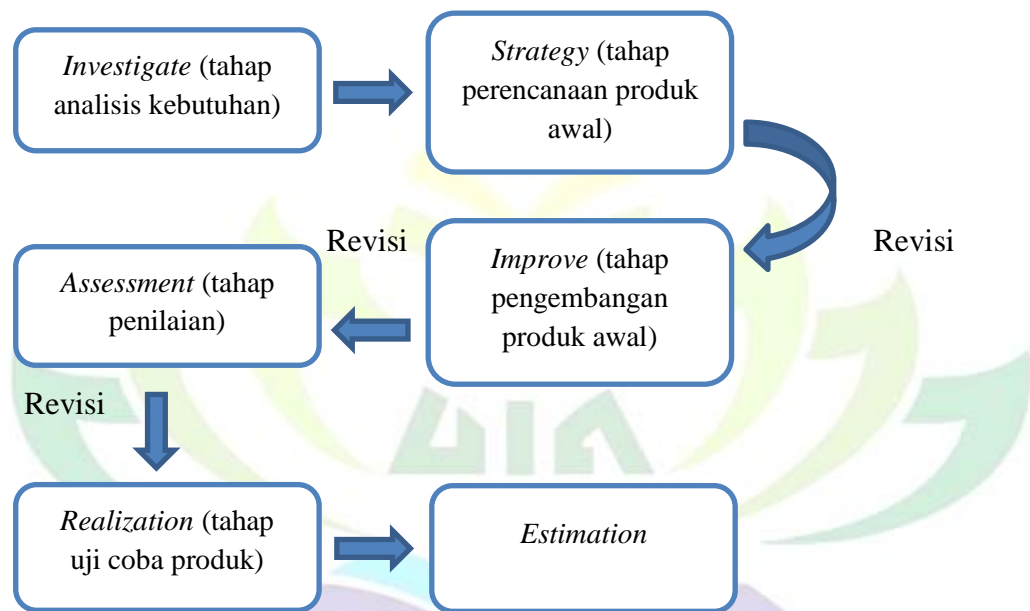 Investigate (tahap
analisis kebutuhan)
Strategy (tahap
perencanaan produk
awal)
Revisi
Improve (tahap
pengembangan
produk awal)
Revisi
Assessment (tahap
penilaian)
Revisi
Realization (tahap
uji coba produk)
Estimation
UIN